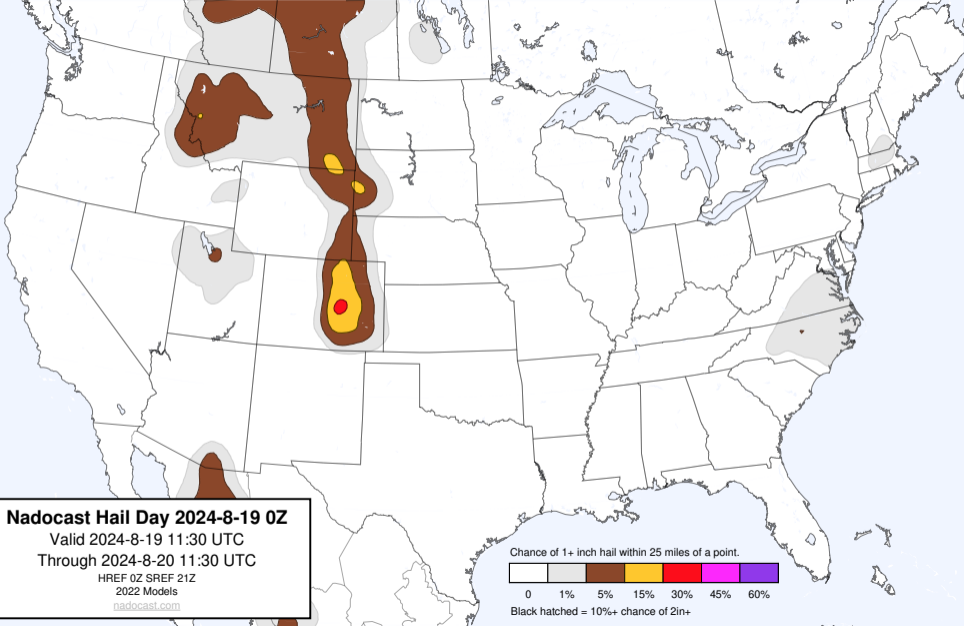 Nadocast Hail Day 2024-8-19 0Z
Valid 2024-8-19 11:30 UTC
Through 2024-8-20 11:30 UTC
HREF 0Z SREF 21Z
2022 Models
nadocast.com
Chance of 1+ inch hail within 25 miles of a point.
0 1% 5% 15% 30% 45% 60%
Black hatched = 10%+ chance of 2in+